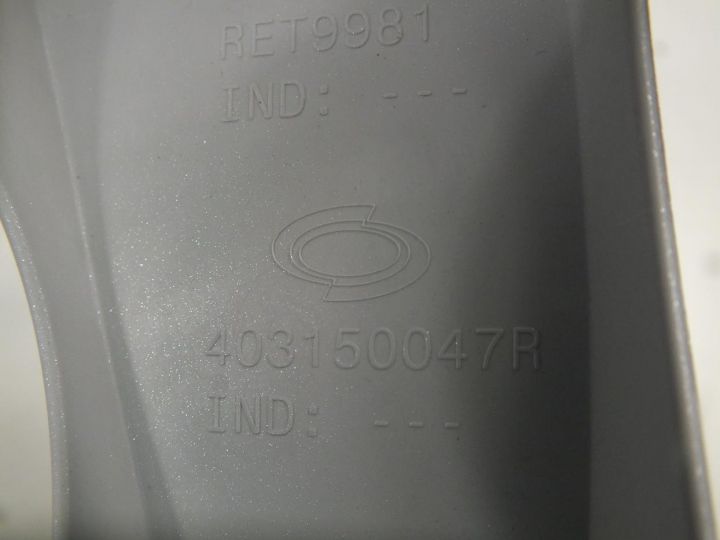 RET9981
IND: ---
403150047R
IND: ---